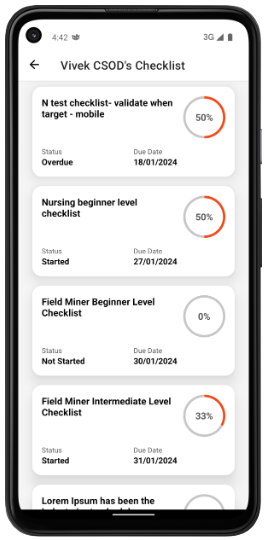 4:42
3G
Vivek CSOD's Checklist
N test checklist- validate when
target - mobile
50%
Status
Due Date
Overdue
18/01/2024
Nursing beginner level
checklist
50%
Status
Due Date
Started
27/01/2024
Field Miner Beginner Level
Checklist
0%
Status
Due Date
Not Started
30/01/2024
Field Miner Intermediate Level
Checklist
33%
Status
Due Date
Started
31/01/2024
Lorem Ipsum has been the